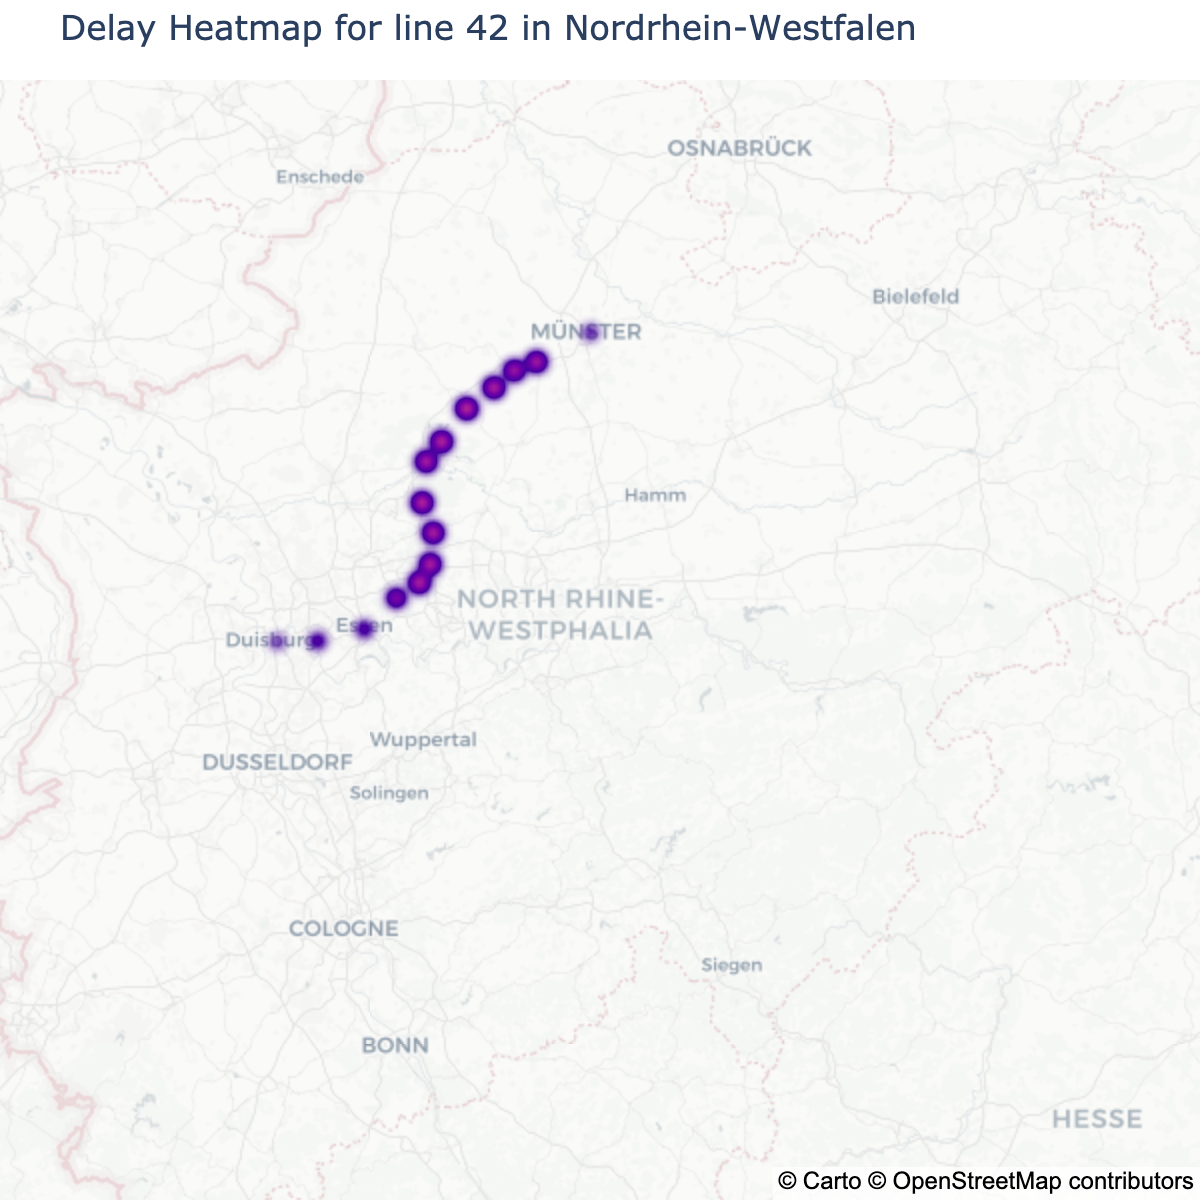 Delay Heatmap for line 42 in Nordrhein-Westfalen
OSNABRÜCK
Enschede
Bielefeld
MÜNSTER
Hamm
NORTH RHINE-
WESTPHALIA
Essen
Duisburg
Wuppertal
DUSSELDORF
Solingen
COLOGNE
Siegen
BONN
HESSE
© Carto © OpenStreetMap contributors